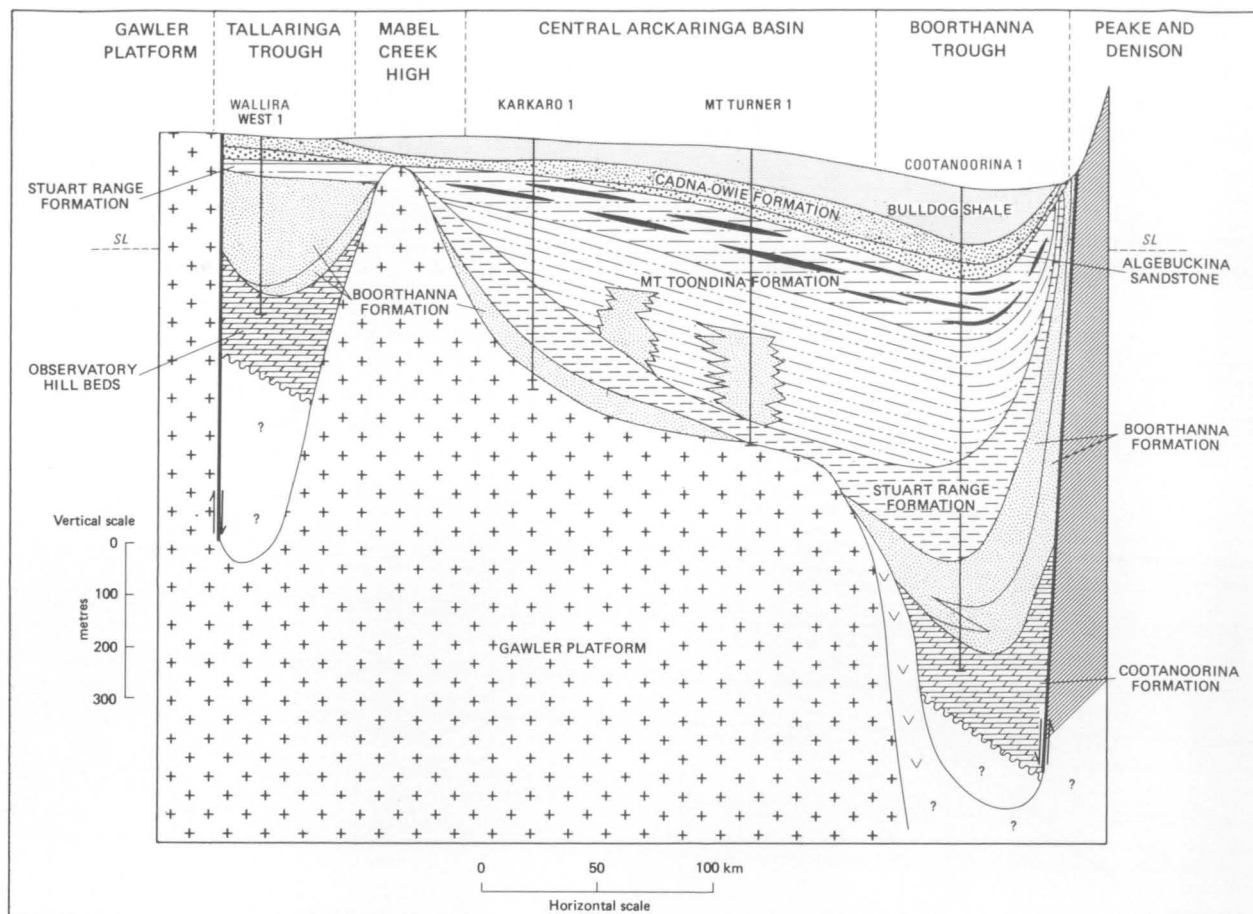 GAWLER
PLATFORM
TALLARINGA
TROUGH
MABEL
CREEK
HIGH
CENTRAL ARCKARINGA BASIN
BOORTHANNA
TROUGH
PEAKE AND
DENISON
WALLIRA
WEST 1
KARKARO 1
MT TURNER 1
COOTANOORINA 1
STUART RANGE
FORMATION
CADNA-OWIE FORMATION
BULLDOG SHALE
SL
SL
ALGEBUCKINA
SANDSTONE
MT TOONDINA FORMATION
BOORTHANNA
FORMATION
OBSERVATORY
HILL BEDS
?
BOORTHANNA
FORMATION
STUART RANGE
FORMATION
?
Vertical scale
0
100
200
300
metres
GAWLER PLATFORM
COOTANOORINA
FORMATION
?
?
?
?
0 50 100 km
Horizontal scale